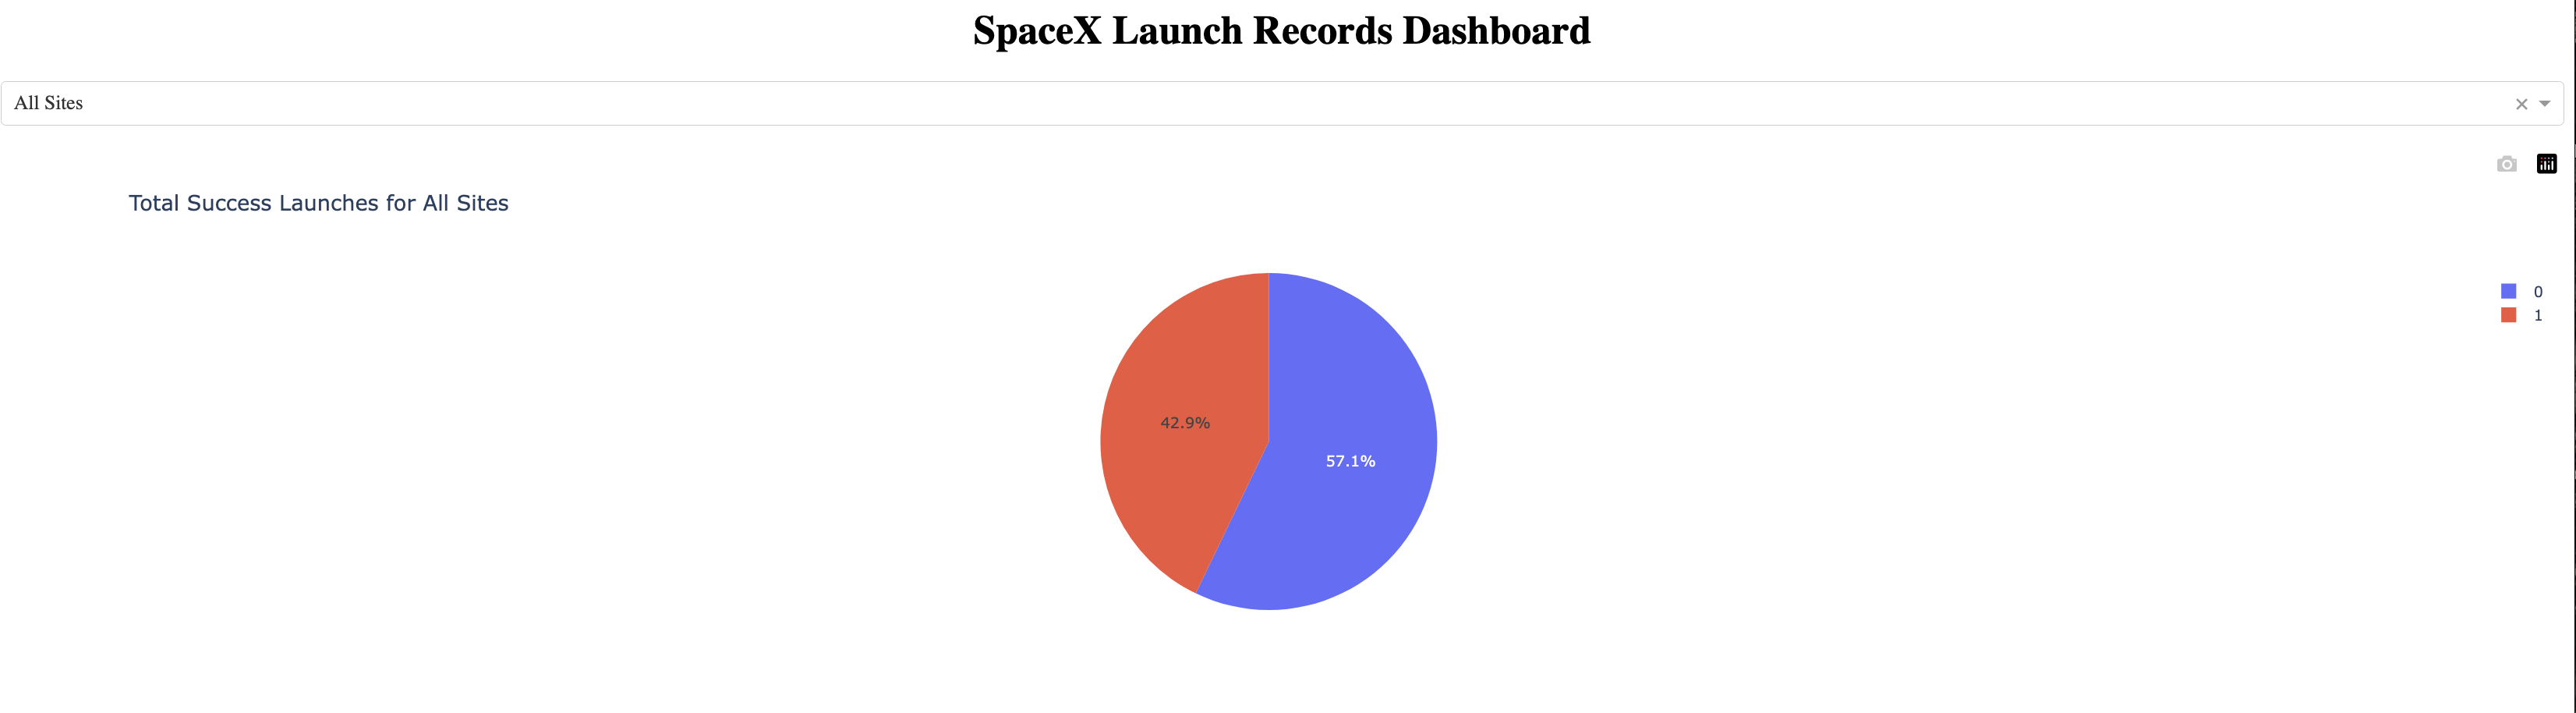 SpaceX Launch Records Dashboard
All Sites
Total Success Launches for All Sites
0
1
42.9%
57.1%